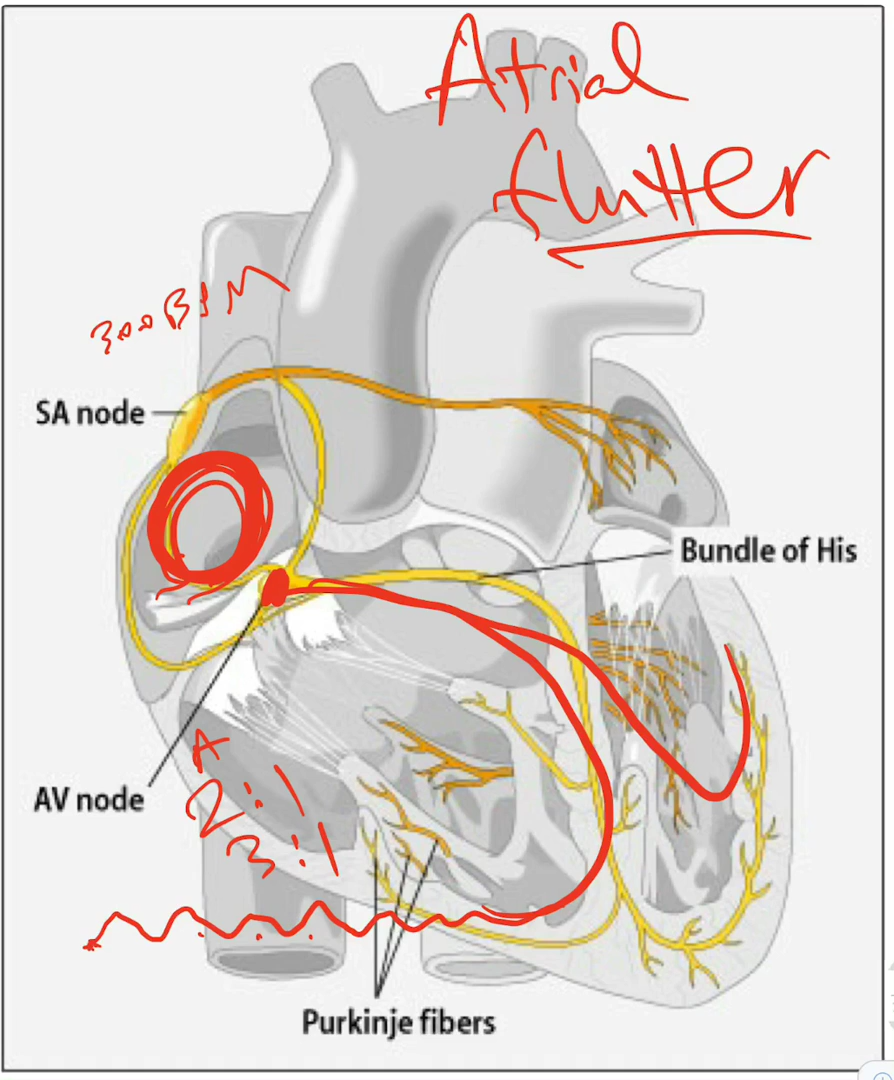 Atrial
flutter
300 BPM
SA node
Bundle of His
AV node
A
2:1
3:1
Purkinje fibers